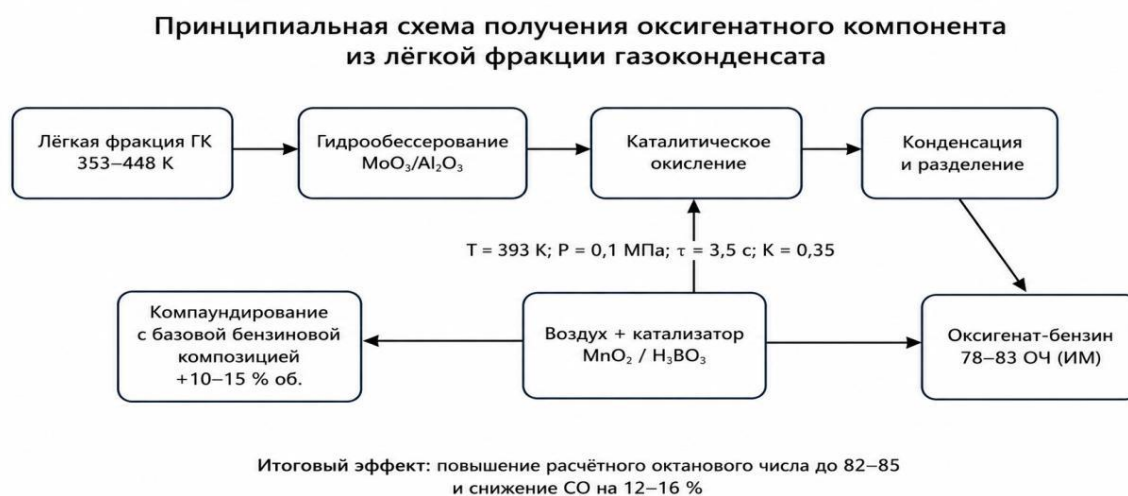 Принципиальная схема получения оксигенатного компонента
из лёгкой фракции газоконденсата
Лёгкая фракция ГК
353–448 К
Гидрообессерование
MoO₃/Al₂O₃
Каталитическое
окисление
Конденсация
и разделение
T = 393 К; P = 0,1 МПа; τ = 3,5 с; К = 0,35
Компаундирование
с базовой бензиновой
композицией
+10–15 % об.
Воздух + катализатор
MnO₂ / H₃BO₃
Оксигенат-бензин
78–83 ОЧ (ИМ)
Итоговый эффект: повышение расчётного октанового числа до 82–85
и снижение СО на 12–16 %